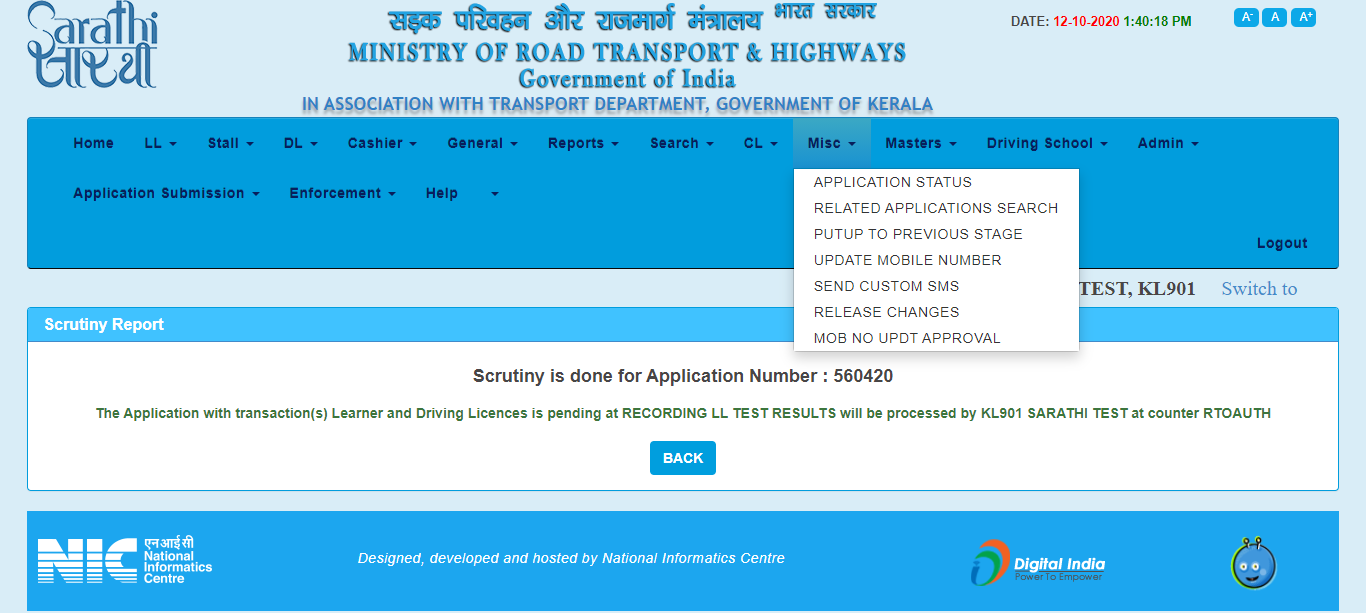 Sarathi
सारथी
सड़क परिवहन और राजमार्ग मंत्रालय भारत सरकार
MINISTRY OF ROAD TRANSPORT & HIGHWAYS
Government of India
IN ASSOCIATION WITH TRANSPORT DEPARTMENT, GOVERNMENT OF KERALA
DATE: 12-10-2020 1:40:18 PM
A- A A+
Home LL Stall DL Cashier General Reports Search CL Misc Masters Driving School Admin
Application Submission Enforcement Help
Logout
APPLICATION STATUS
RELATED APPLICATIONS SEARCH
PUTUP TO PREVIOUS STAGE
UPDATE MOBILE NUMBER
SEND CUSTOM SMS
RELEASE CHANGES
MOB NO UPDT APPROVAL
TEST, KL901 Switch to
Scrutiny Report
Scrutiny is done for Application Number : 560420
The Application with transaction(s) Learner and Driving Licences is pending at RECORDING LL TEST RESULTS will be processed by KL901 SARATHI TEST at counter RTOAUTH
BACK
NIC एनआईसी
National
Informatics
Centre
Designed, developed and hosted by National Informatics Centre
Digital India
Power To Empower